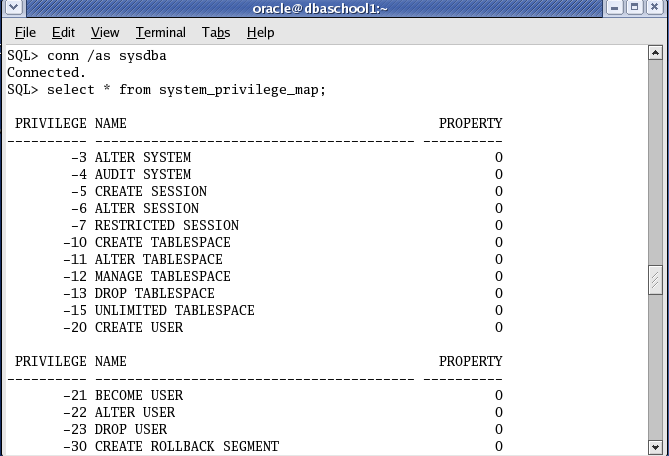 oracle@dbaschool1:~
File Edit View Terminal Tabs Help
SQL> conn /as sysdba
Connected.
SQL> select * from system_privilege_map;
PRIVILEGE NAME PROPERTY
---------- ---------------------------------------- ----------
-3 ALTER SYSTEM 0
-4 AUDIT SYSTEM 0
-5 CREATE SESSION 0
-6 ALTER SESSION 0
-7 RESTRICTED SESSION 0
-10 CREATE TABLESPACE 0
-11 ALTER TABLESPACE 0
-12 MANAGE TABLESPACE 0
-13 DROP TABLESPACE 0
-15 UNLIMITED TABLESPACE 0
-20 CREATE USER 0
PRIVILEGE NAME PROPERTY
---------- ---------------------------------------- ----------
-21 BECOME USER 0
-22 ALTER USER 0
-23 DROP USER 0
-30 CREATE ROLLBACK SEGMENT 0